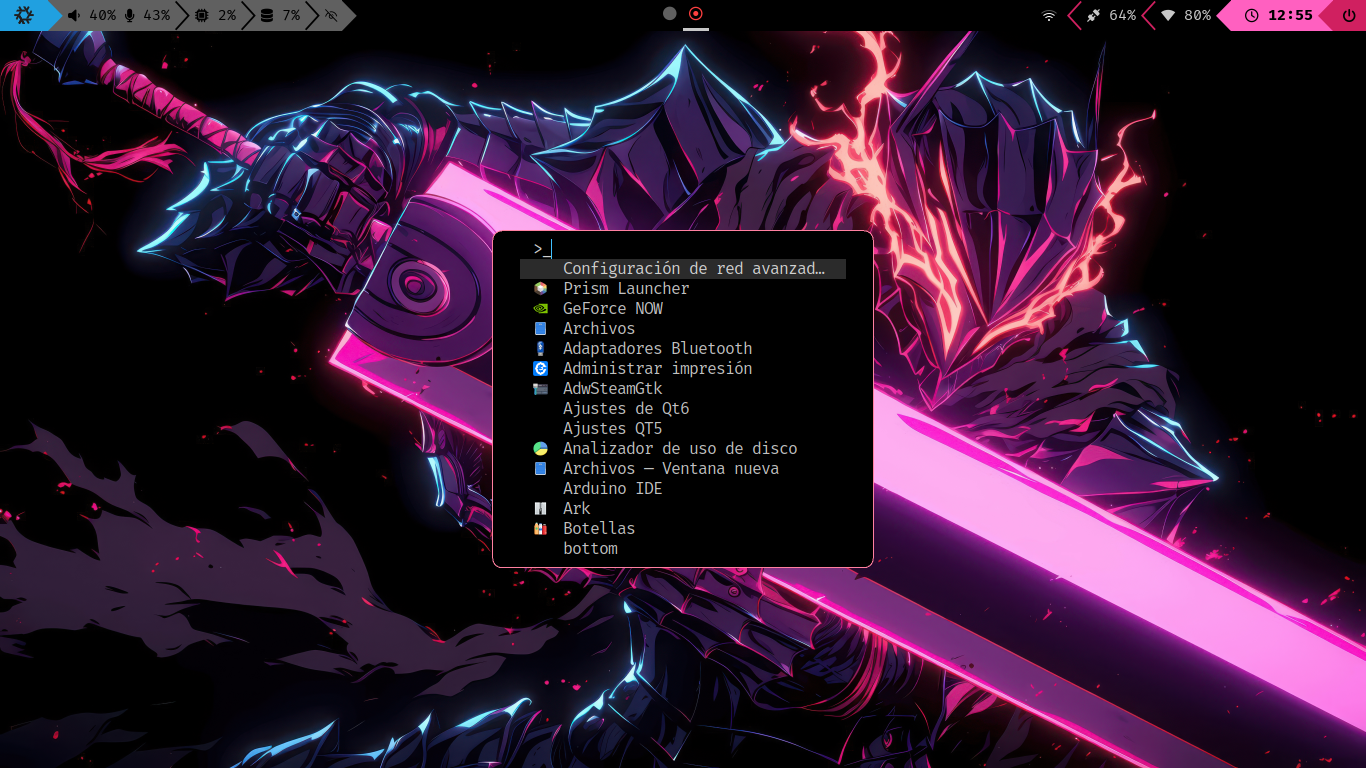 40% 43% 2% 7% 64% 80% 12:55
>_
Configuración de red avanzad…
Prism Launcher
GeForce NOW
Archivos
Adaptadores Bluetooth
Administrar impresión
AdwSteamGtk
Ajustes de Qt6
Ajustes QT5
Analizador de uso de disco
Archivos — Ventana nueva
Arduino IDE
Ark
Botellas
bottom